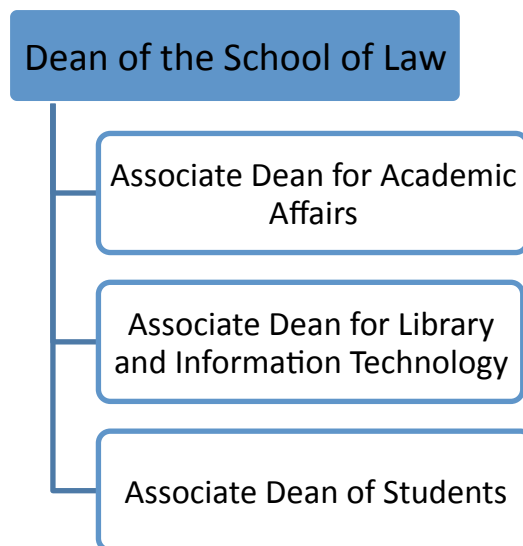 Dean of the School of Law
Associate Dean for Academic
Affairs
Associate Dean for Library
and Information Technology
Associate Dean of Students